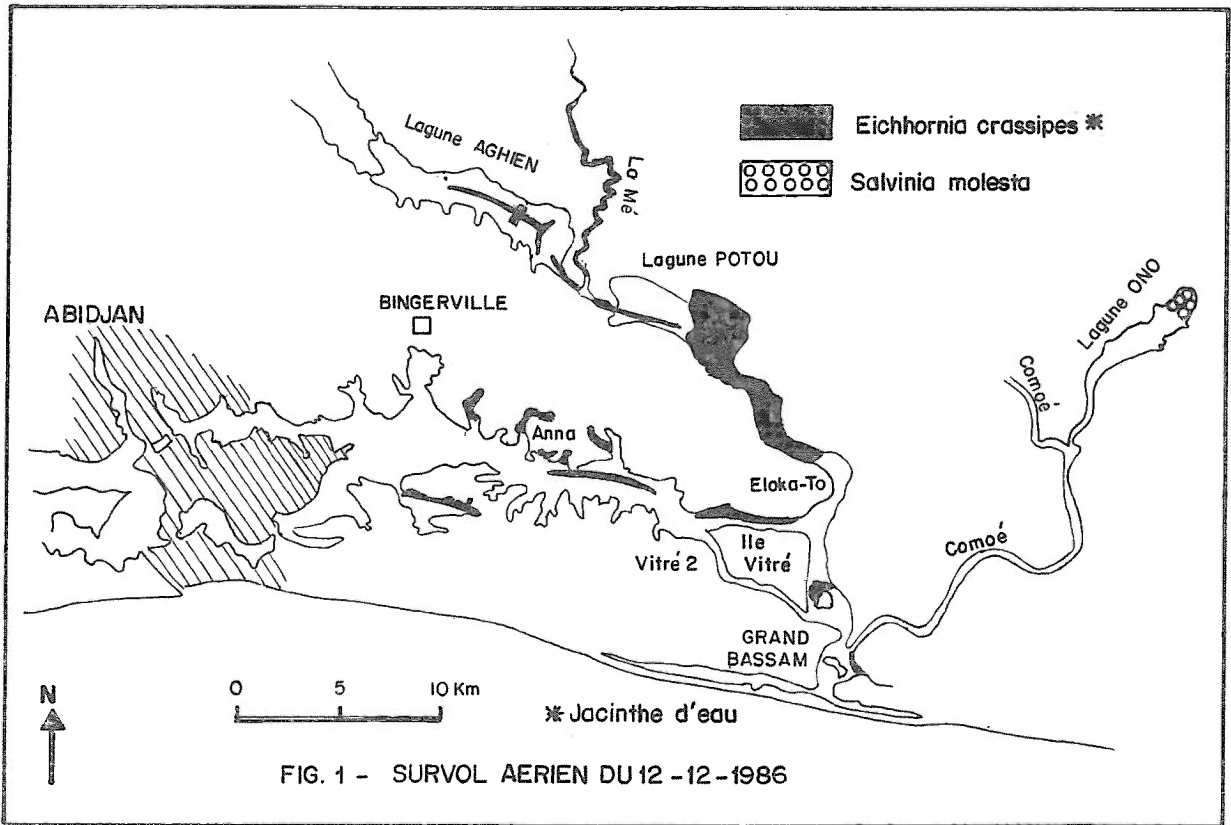 Lagune AGHIEN
La Mé
Eichhornia crassipes *
Salvinia molesta
Lagune POTOU
Lagune ONO
BINGERVILLE
ABIDJAN
Comoé
Anna
Eloka-To
Comoé
Ile
Vitré
Vitré 2
GRAND
BASSAM
N
0 5 10 Km
* Jacinthe d'eau
FIG. 1 - SURVOL AERIEN DU 12-12-1986